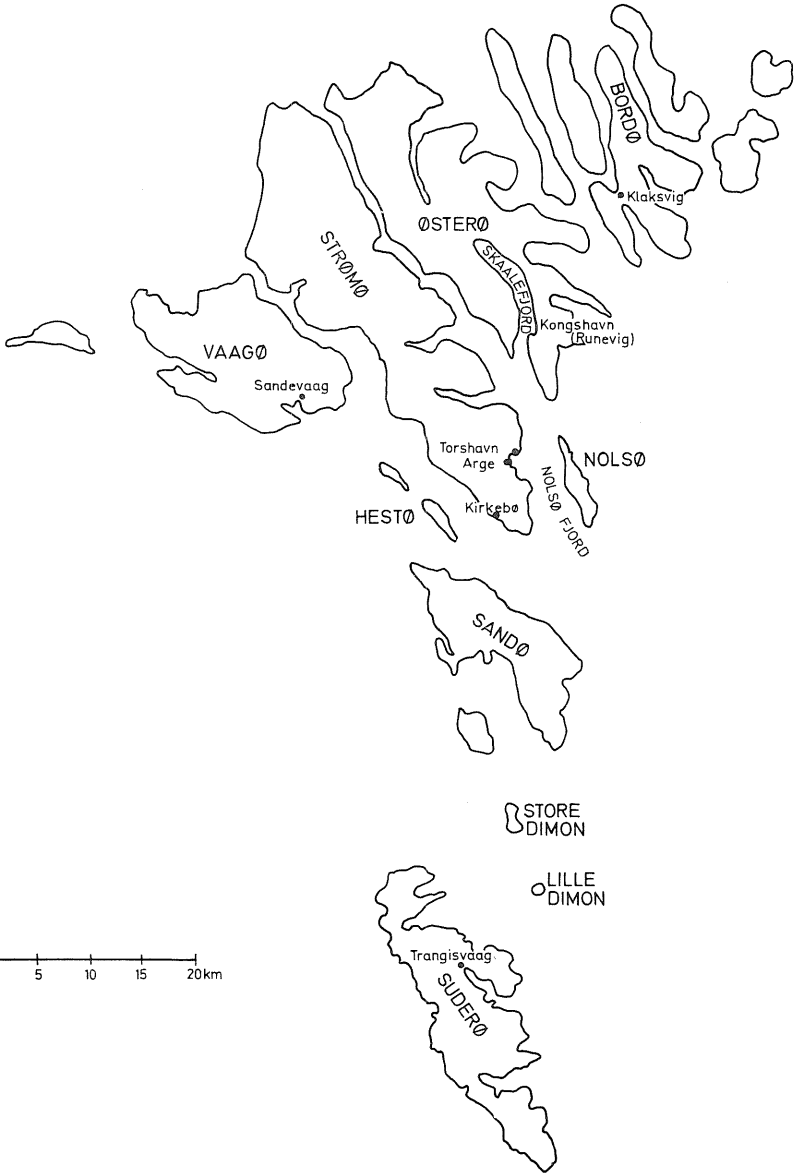 BORDØ
Klaksvig
ØSTERØ
STRØMØ
SKAALEFJORD
Kongshavn
(Runevig)
VAAGØ
Sandevaag
Torshavn
Arge
NOLSØ
NOLSØ FJORD
HESTØ
Kirkebø
SANDØ
STORE
DIMON
LILLE
DIMON
Trangisvaag
SUDERØ
5 10 15 20km